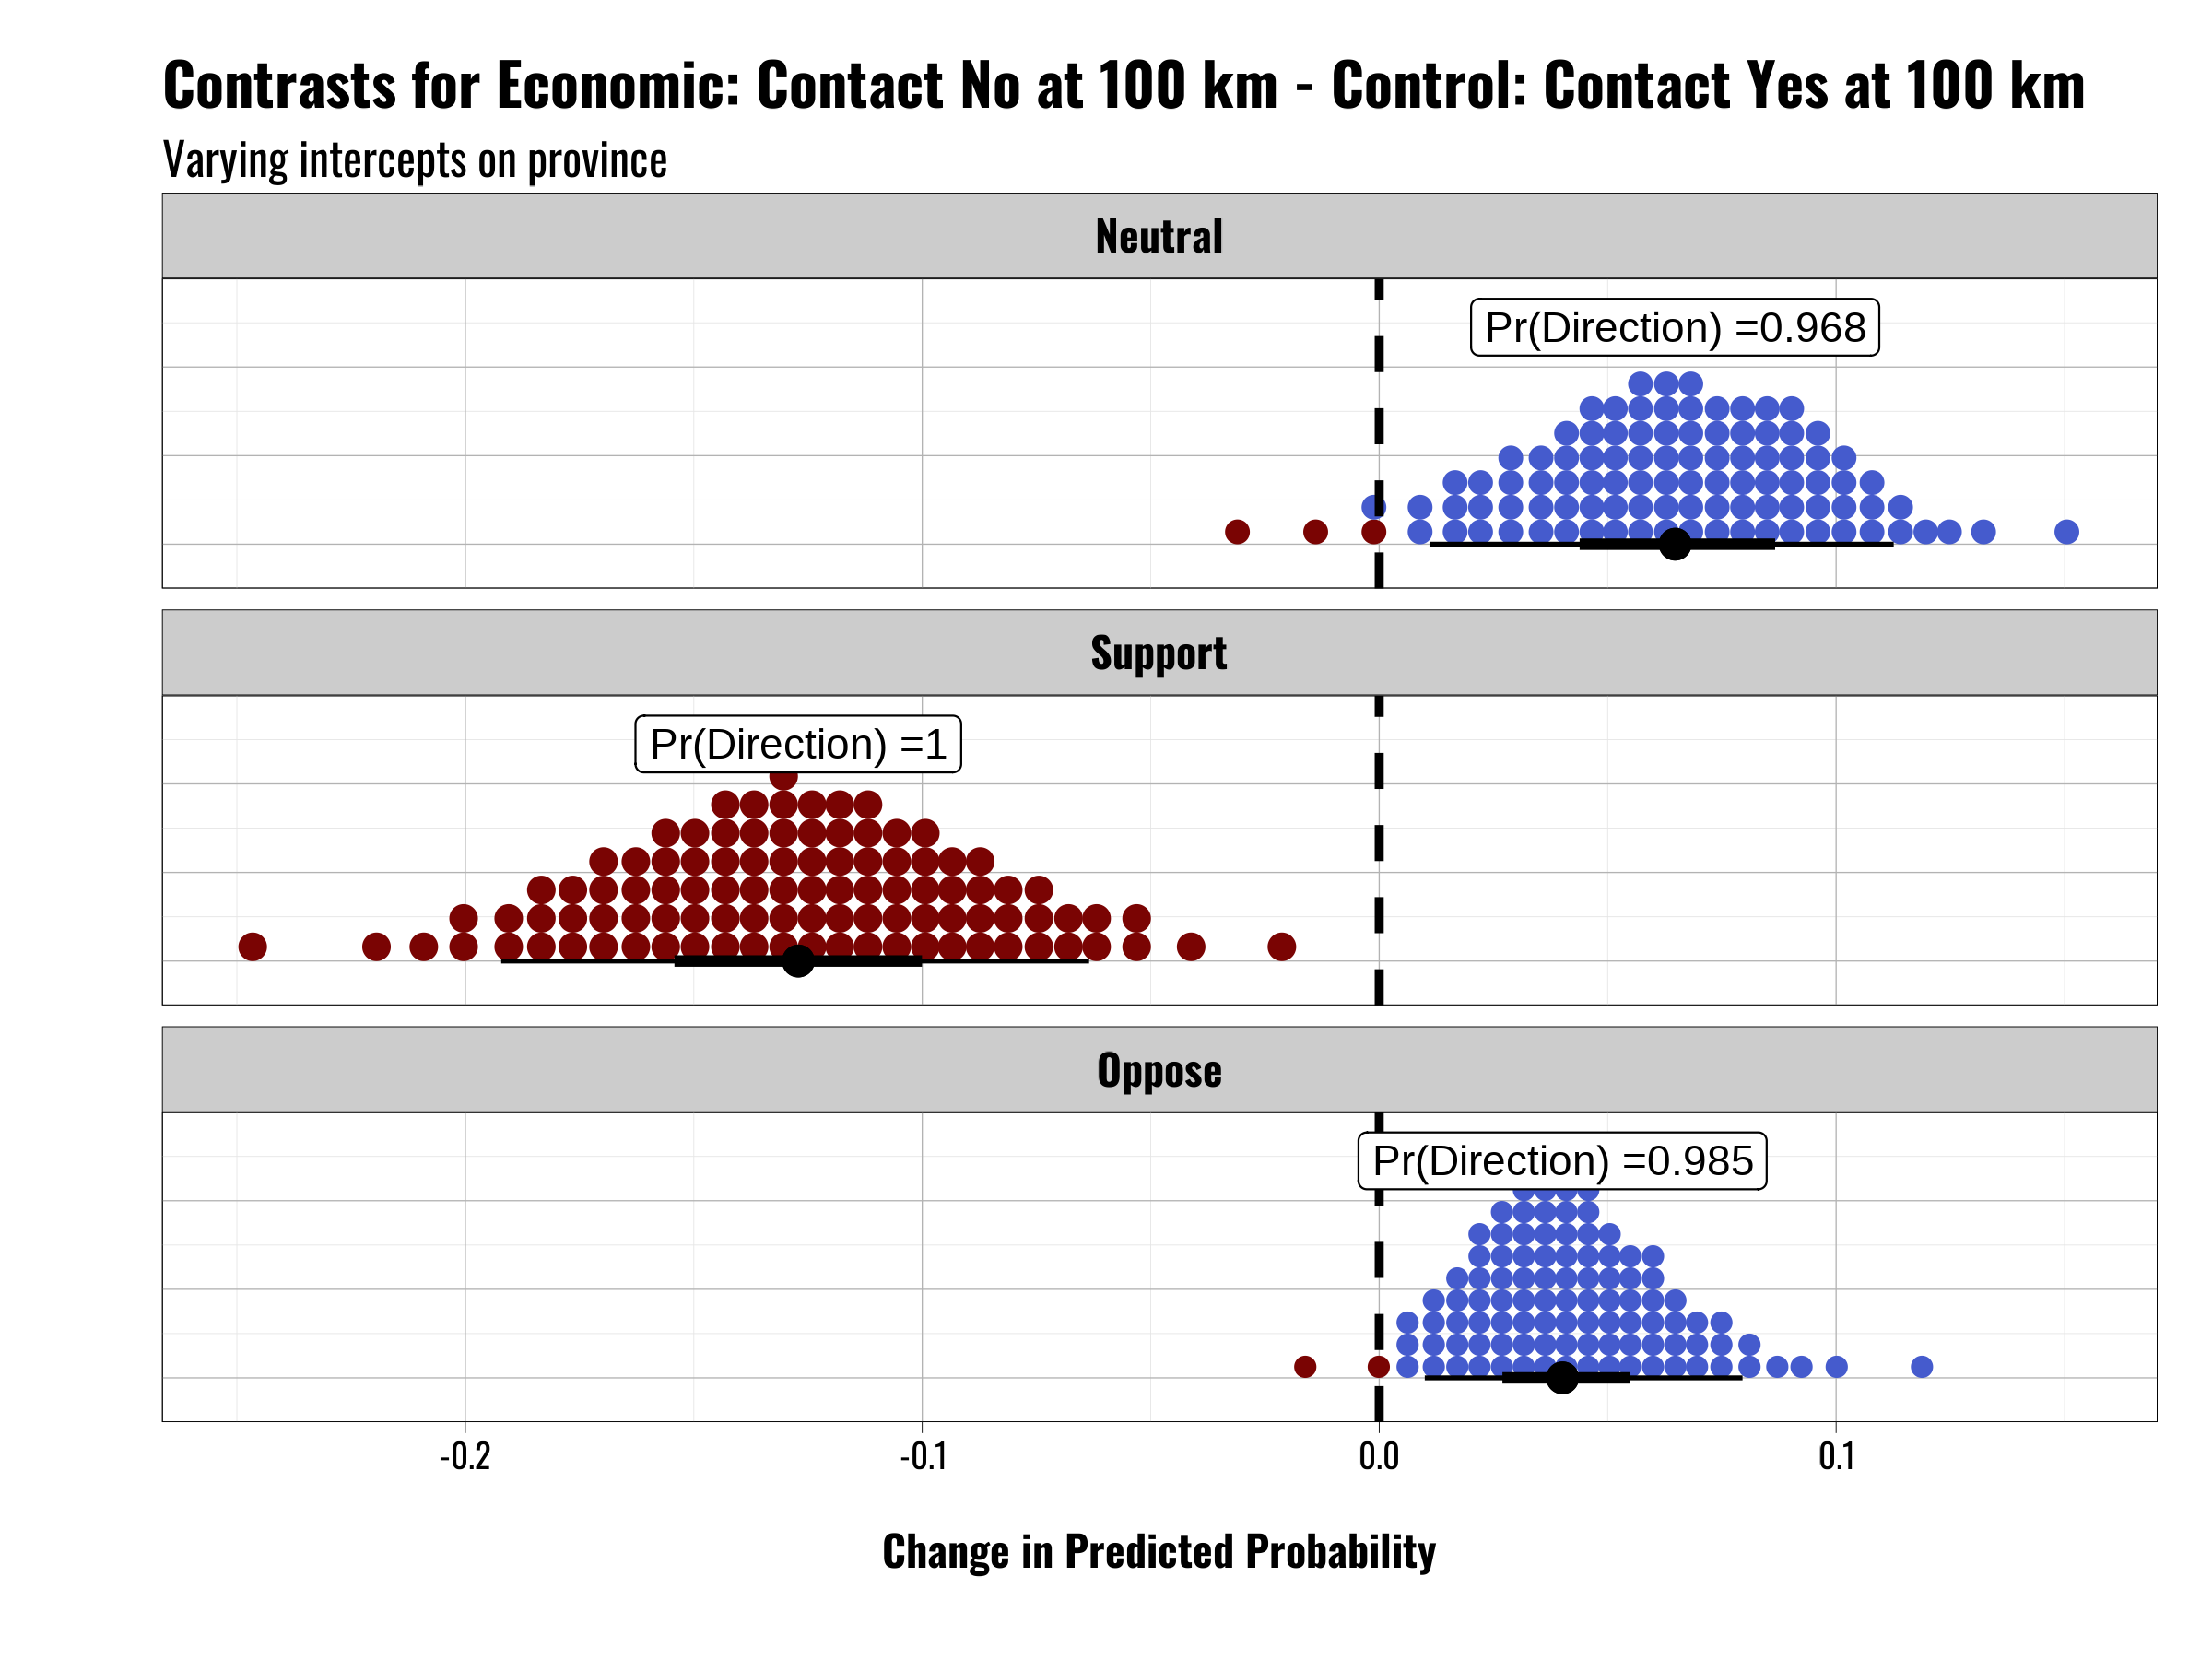 Contrasts for Economic: Contact No at 100 km - Control: Contact Yes at 100 km
Varying intercepts on province
Neutral
Pr(Direction) =0.968
Support
Pr(Direction) =1
Oppose
Pr(Direction) =0.985
-0.2 -0.1 0.0 0.1
Change in Predicted Probability